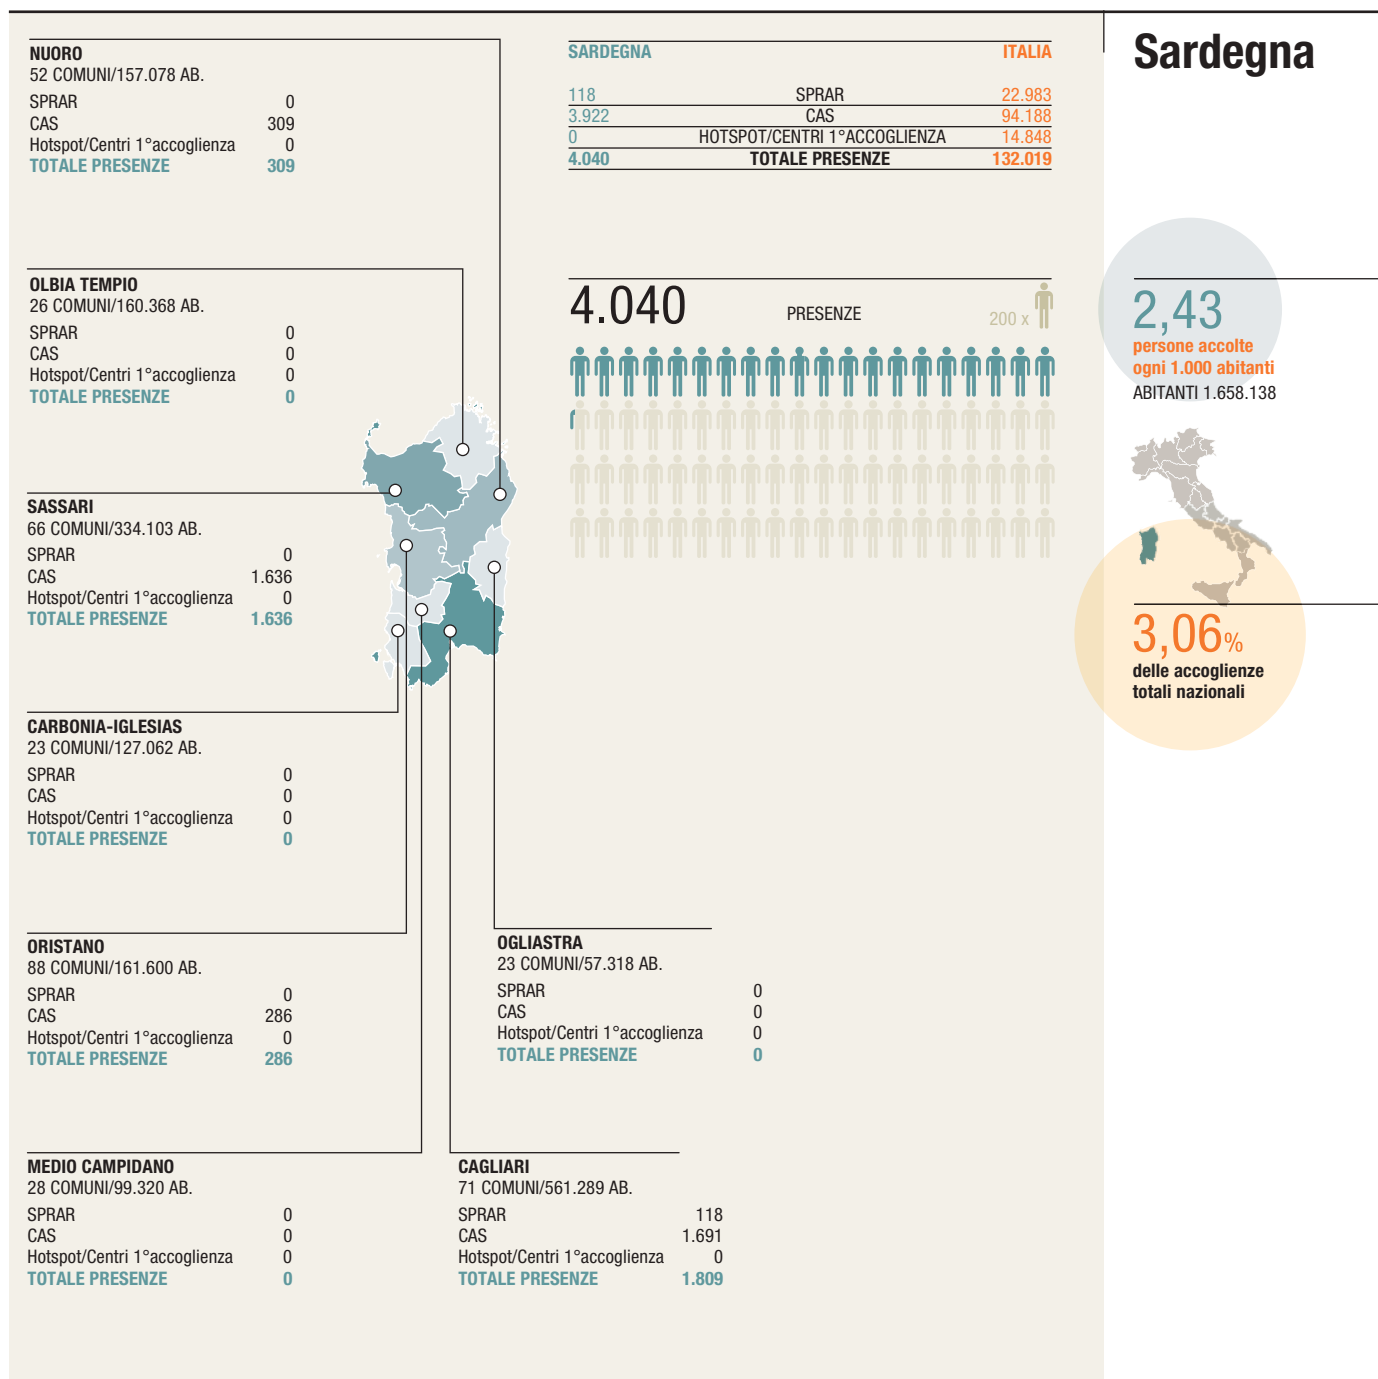 Sardegna
NUORO
52 COMUNI/157.078 AB.
SPRAR 0
CAS 309
Hotspot/Centri 1°accoglienza 0
TOTALE PRESENZE 309
SARDEGNA ITALIA
118 SPRAR 22.983
3.922 CAS 94.188
0 HOTSPOT/CENTRI 1°ACCOGLIENZA 14.848
4.040 TOTALE PRESENZE 132.019
OLBIA TEMPIO
26 COMUNI/160.368 AB.
SPRAR 0
CAS 0
Hotspot/Centri 1°accoglienza 0
TOTALE PRESENZE 0
4.040 PRESENZE 200 x
2,43
persone accolte
ogni 1.000 abitanti
ABITANTI 1.658.138
SASSARI
66 COMUNI/334.103 AB.
SPRAR 0
CAS 1.636
Hotspot/Centri 1°accoglienza 0
TOTALE PRESENZE 1.636
3,06%
delle accoglienze
totali nazionali
CARBONIA-IGLESIAS
23 COMUNI/127.062 AB.
SPRAR 0
CAS 0
Hotspot/Centri 1°accoglienza 0
TOTALE PRESENZE 0
ORISTANO
88 COMUNI/161.600 AB.
SPRAR 0
CAS 286
Hotspot/Centri 1°accoglienza 0
TOTALE PRESENZE 286
OGLIASTRA
23 COMUNI/57.318 AB.
SPRAR 0
CAS 0
Hotspot/Centri 1°accoglienza 0
TOTALE PRESENZE 0
MEDIO CAMPIDANO
28 COMUNI/99.320 AB.
SPRAR 0
CAS 0
Hotspot/Centri 1°accoglienza 0
TOTALE PRESENZE 0
CAGLIARI
71 COMUNI/561.289 AB.
SPRAR 118
CAS 1.691
Hotspot/Centri 1°accoglienza 0
TOTALE PRESENZE 1.809